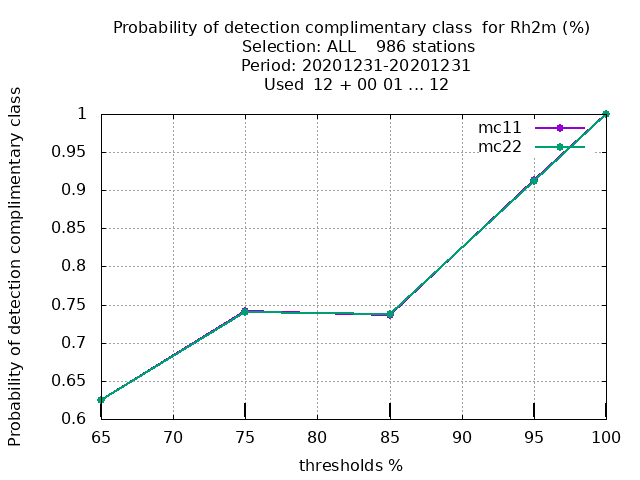 Probability of detection complimentary class  for Rh2m (%)
Selection: ALL    986 stations
Period: 20201231-20201231
Used  12 + 00 01 ... 12
Probability of detection complimentary class
1
0.95
0.9
0.85
0.8
0.75
0.7
0.65
0.6
mc11
mc22
65 70 75 80 85 90 95 100
thresholds %